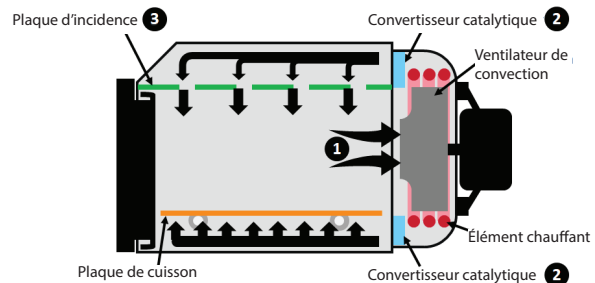 Plaque d'incidence 3
Convertisseur catalytique 2
Ventilateur de
convection
1
Élément chauffant
Plaque de cuisson
Convertisseur catalytique 2